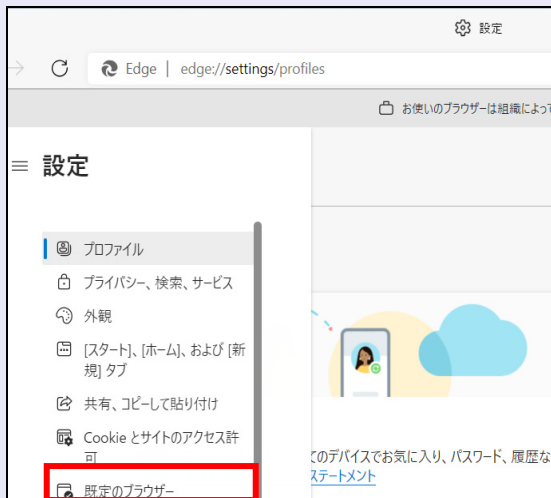 設定
Edge | edge://settings/profiles
お使いのブラウザーは組織によって
設定
プロファイル
プライバシー、検索、サービス
外観
[スタート]、[ホーム]、および [新
規] タブ
共有、コピーして貼り付け
Cookie とサイトのアクセス許
可
既定のブラウザー
てのデバイスでお気に入り、パスワード、履歴な
ステートメント